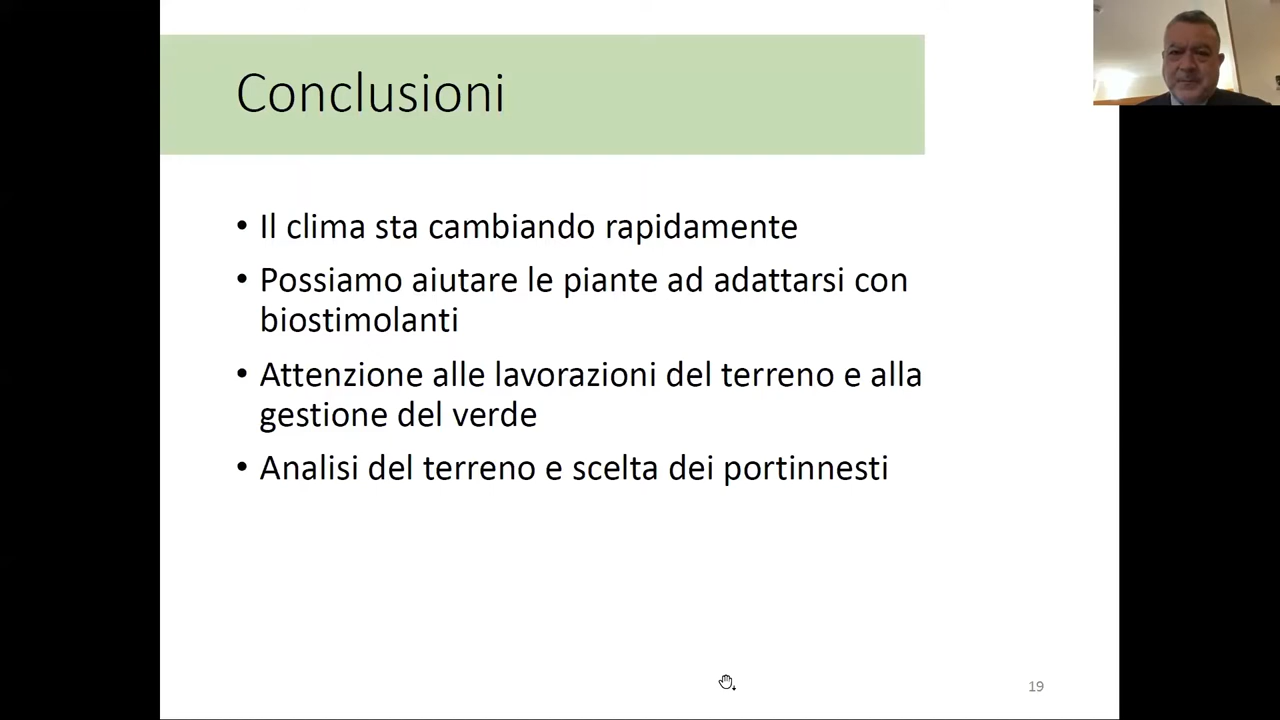 Conclusioni
• Il clima sta cambiando rapidamente
• Possiamo aiutare le piante ad adattarsi con
biostimolanti
• Attenzione alle lavorazioni del terreno e alla
gestione del verde
• Analisi del terreno e scelta dei portinnesti
19